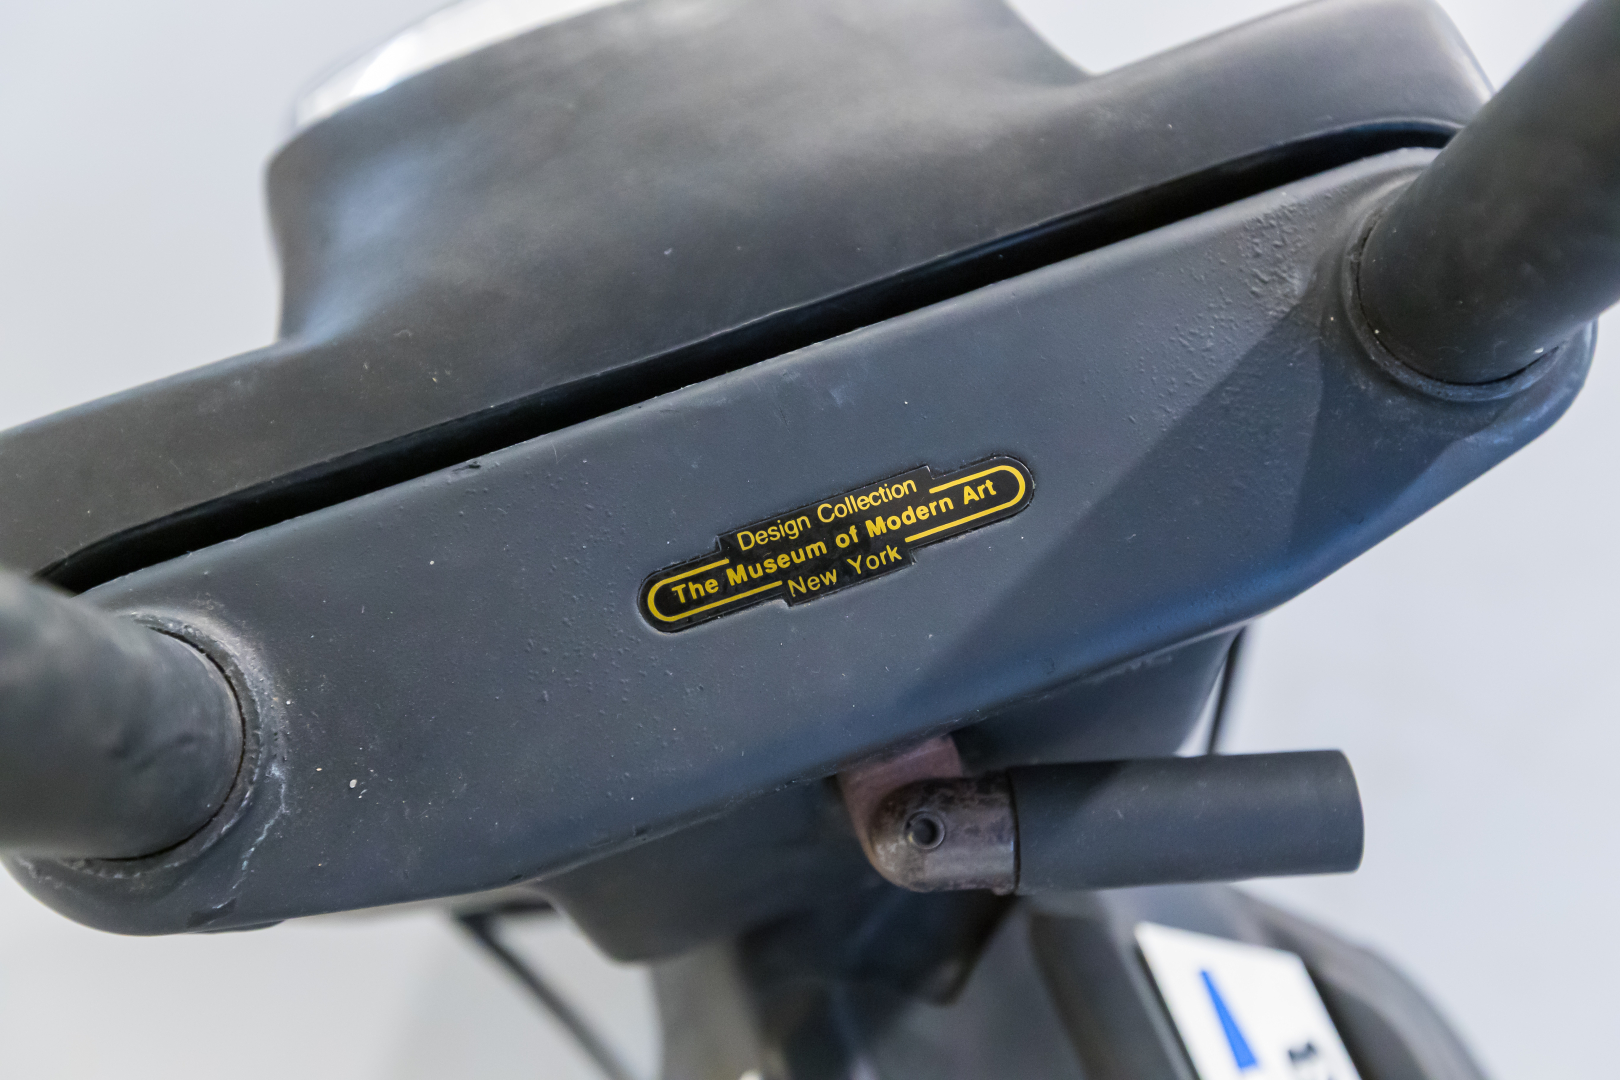 Design Collection
The Museum of Modern Art
New York